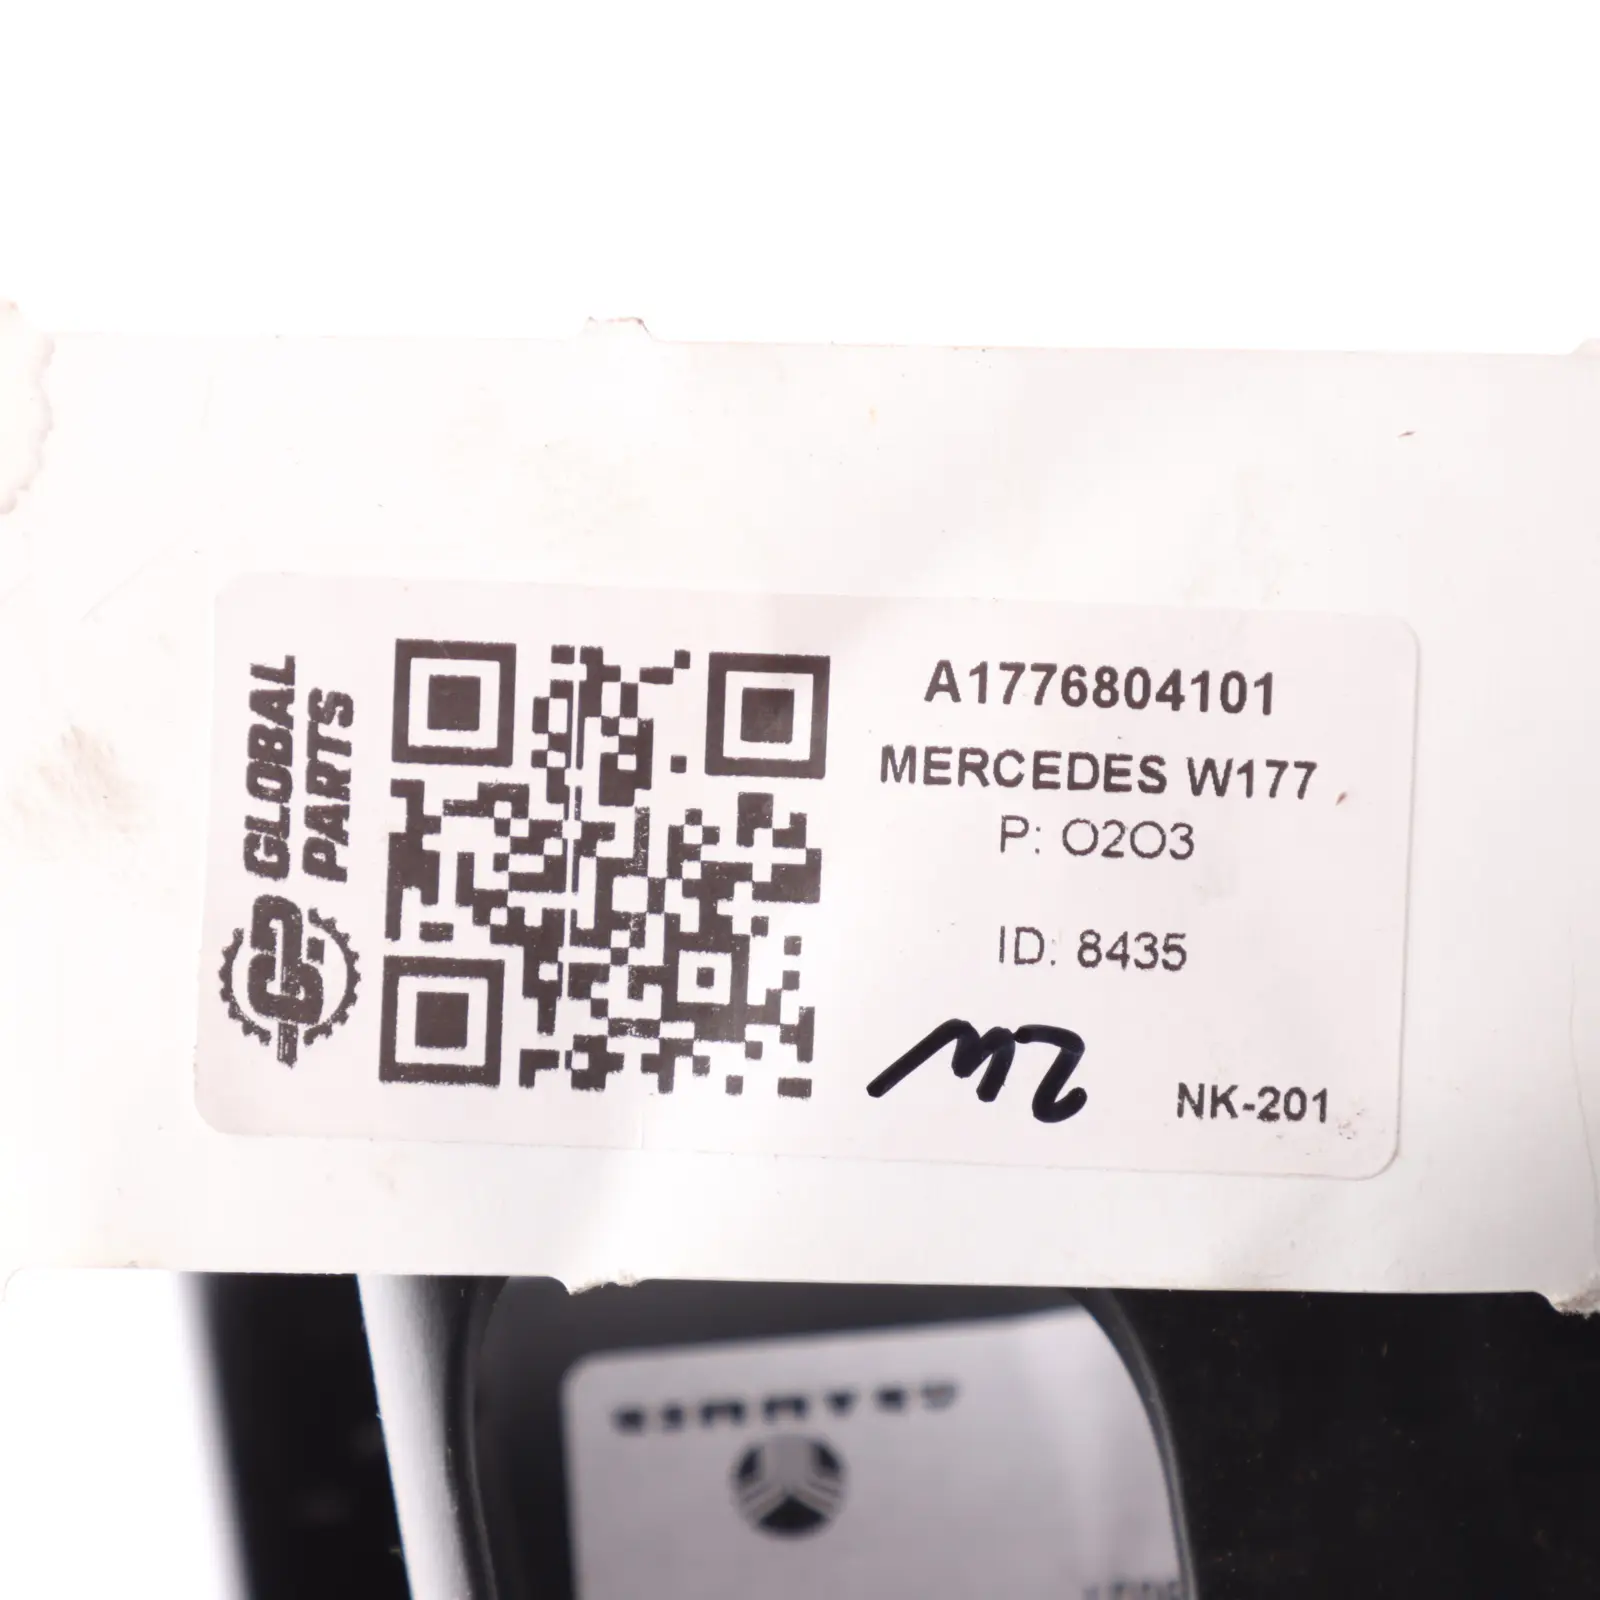 GLOBAL
PARTS
A1776804101
MERCEDES W177
P: O2O3
ID: 8435
NK-201